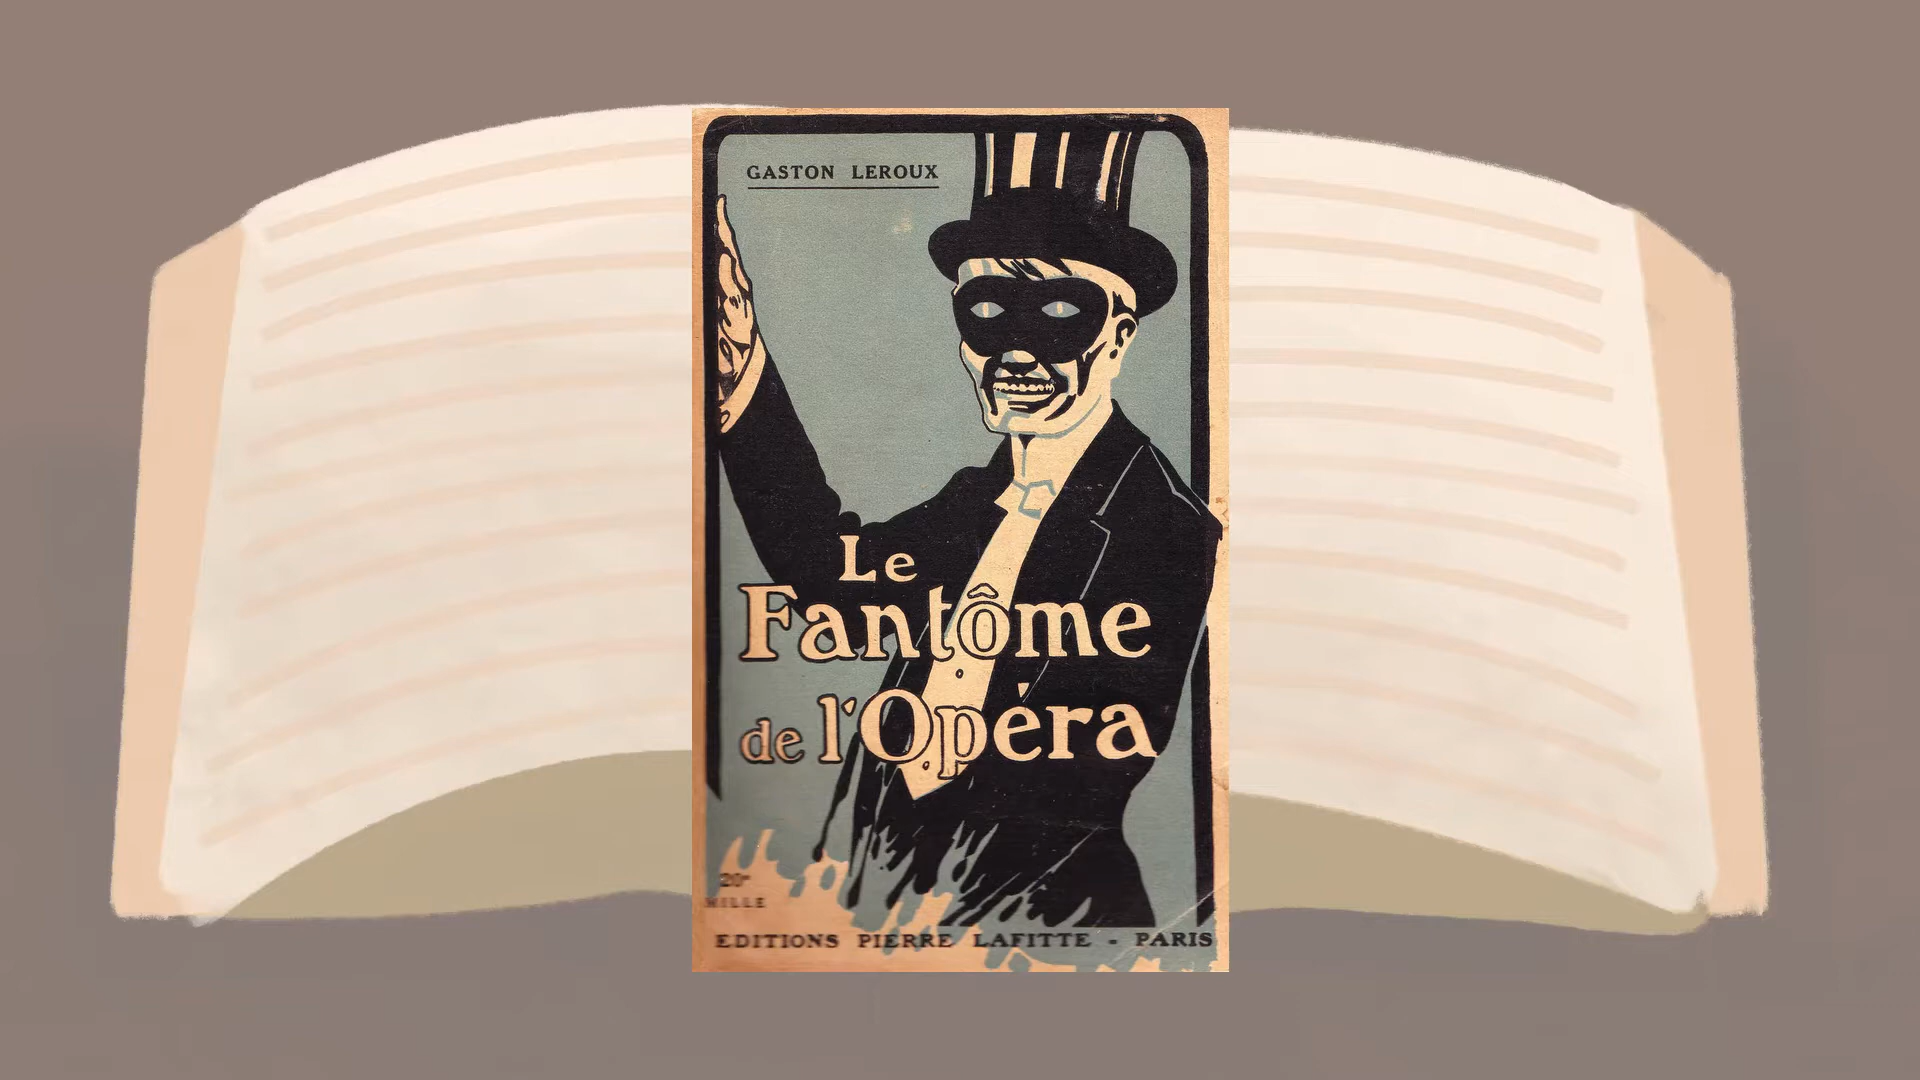 GASTON LEROUX
Le
Fantôme
de l'Opéra
20e
MILLE
EDITIONS PIERRE LAFITTE - PARIS